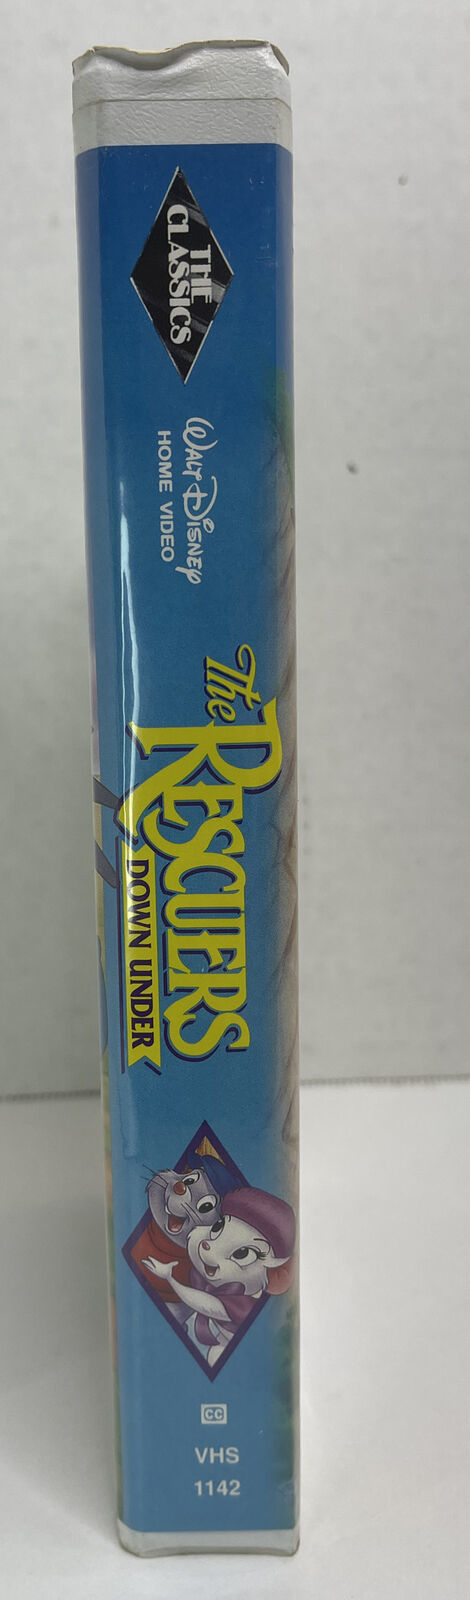 THE
CLASSICS
WALT DISNEY
HOME VIDEO
The
RESCUERS
DOWN UNDER
CC
VHS
1142